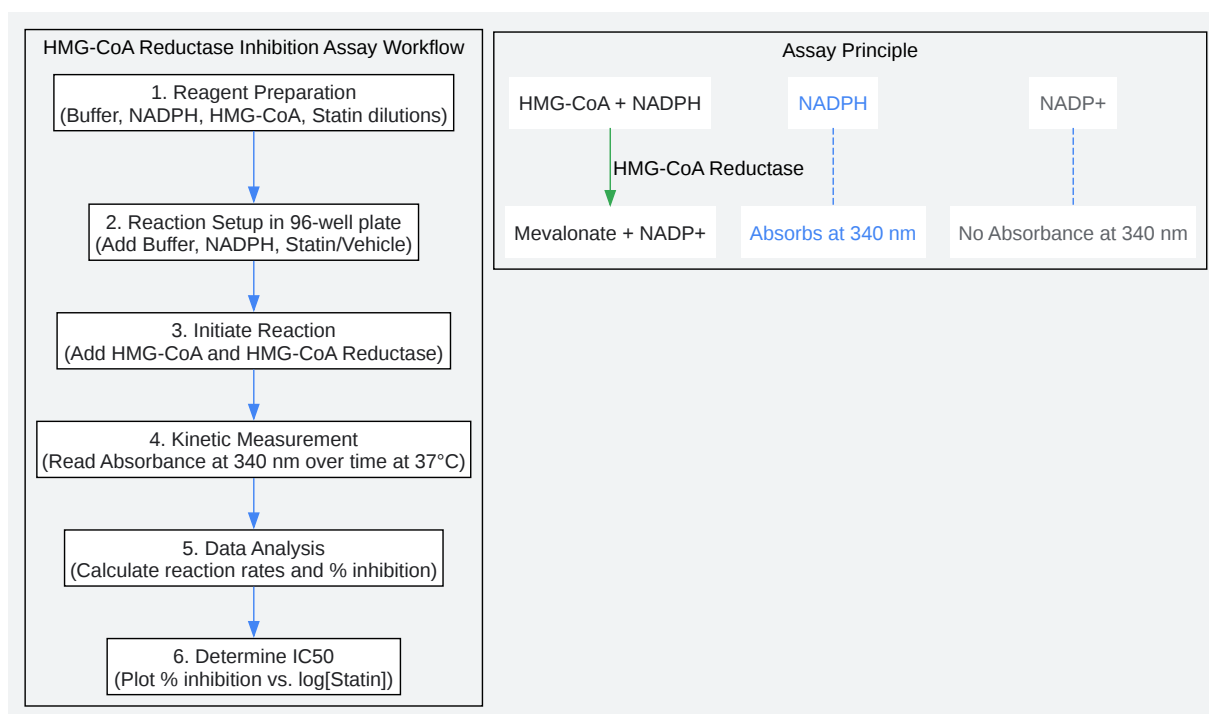 HMG-CoA Reductase Inhibition Assay Workflow
1. Reagent Preparation
(Buffer, NADPH, HMG-CoA, Statin dilutions)
2. Reaction Setup in 96-well plate
(Add Buffer, NADPH, Statin/Vehicle)
3. Initiate Reaction
(Add HMG-CoA and HMG-CoA Reductase)
4. Kinetic Measurement
(Read Absorbance at 340 nm over time at 37°C)
5. Data Analysis
(Calculate reaction rates and % inhibition)
6. Determine IC50
(Plot % inhibition vs. log[Statin])
Assay Principle
HMG-CoA + NADPH
NADPH
NADP+
HMG-CoA Reductase
Mevalonate + NADP+
Absorbs at 340 nm
No Absorbance at 340 nm